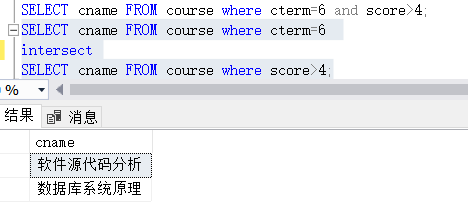 SELECT cname FROM course where cterm=6 and score>4;
SELECT cname FROM course where cterm=6
intersect
SELECT cname FROM course where score>4;
%
结果 消息
cname
软件源代码分析
数据库系统原理